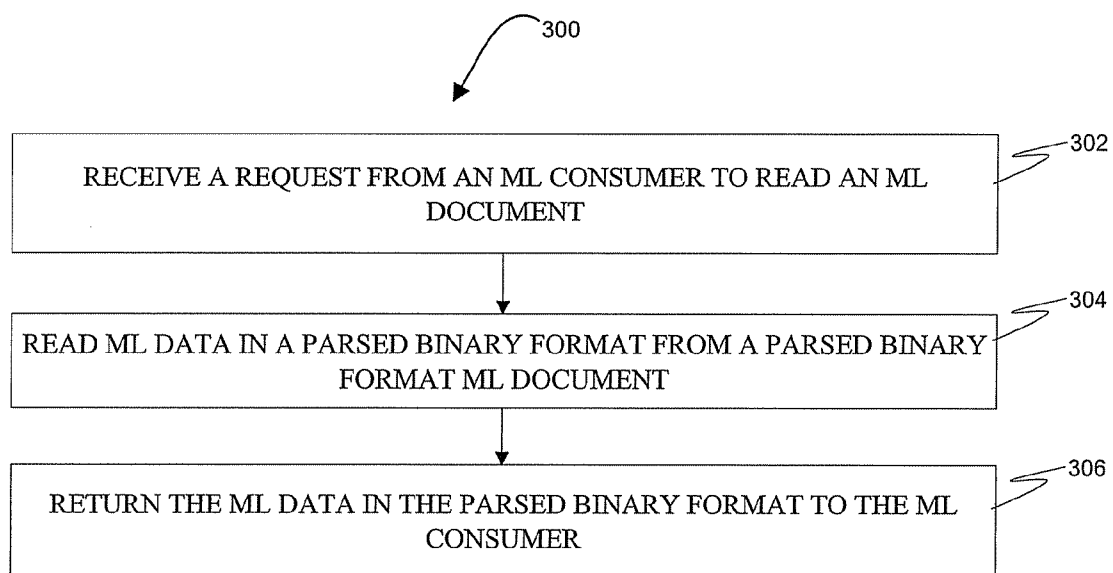 300
302
RECEIVE A REQUEST FROM AN ML CONSUMER TO READ AN ML
DOCUMENT
304
READ ML DATA IN A PARSED BINARY FORMAT FROM A PARSED BINARY
FORMAT ML DOCUMENT
306
RETURN THE ML DATA IN THE PARSED BINARY FORMAT TO THE ML
CONSUMER